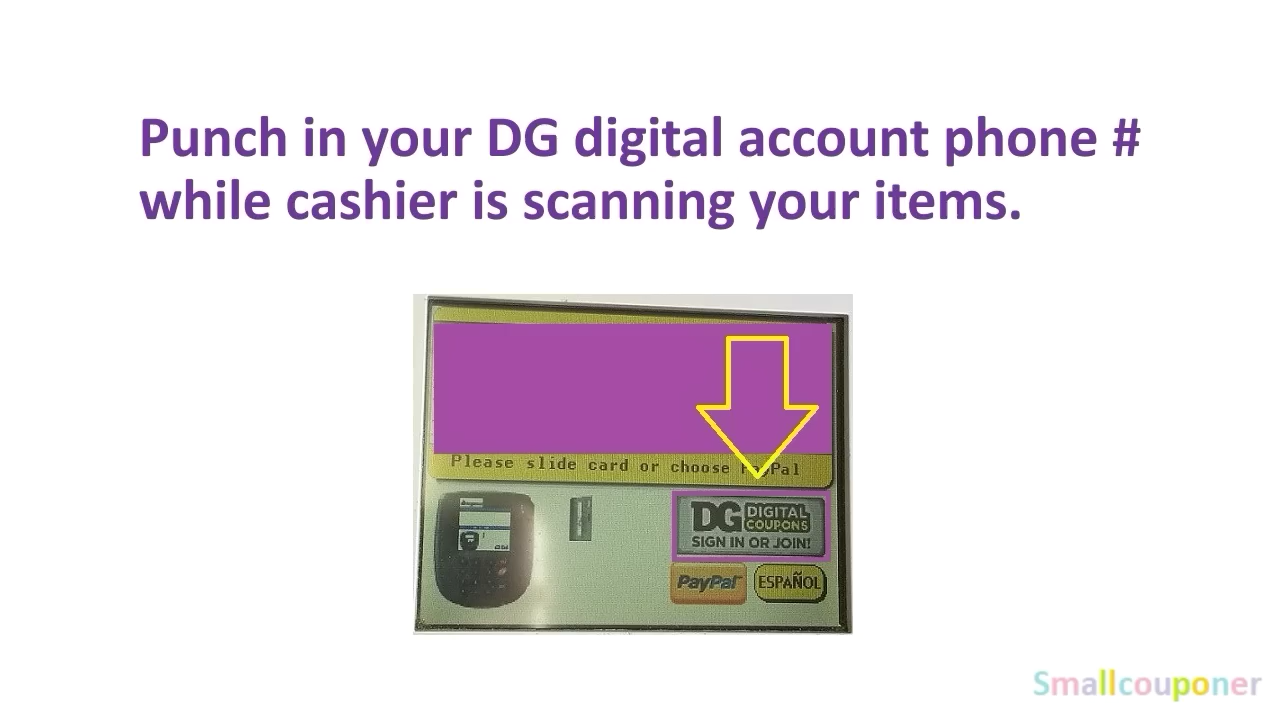 Punch in your DG digital account phone #
while cashier is scanning your items.
Please slide card or choose PayPal
DG DIGITAL
COUPONS
SIGN IN OR JOIN!
PayPal
ESPAÑOL
Smallcouponer